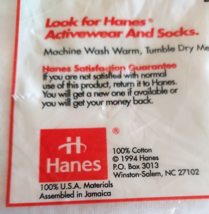 Look for Hanes®
Activewear And Socks.
Machine Wash Warm, Tumble Dry Me
Hanes Satisfaction Guarantee
If you are not satisfied with normal
use of this product, return it to Hanes.
You will get a new one if available or
you will get your money back.
®
Hanes
100% Cotton
© 1994 Hanes
P.O. Box 3013
Winston-Salem, NC 27102
100% U.S.A. Materials
Assembled in Jamaica